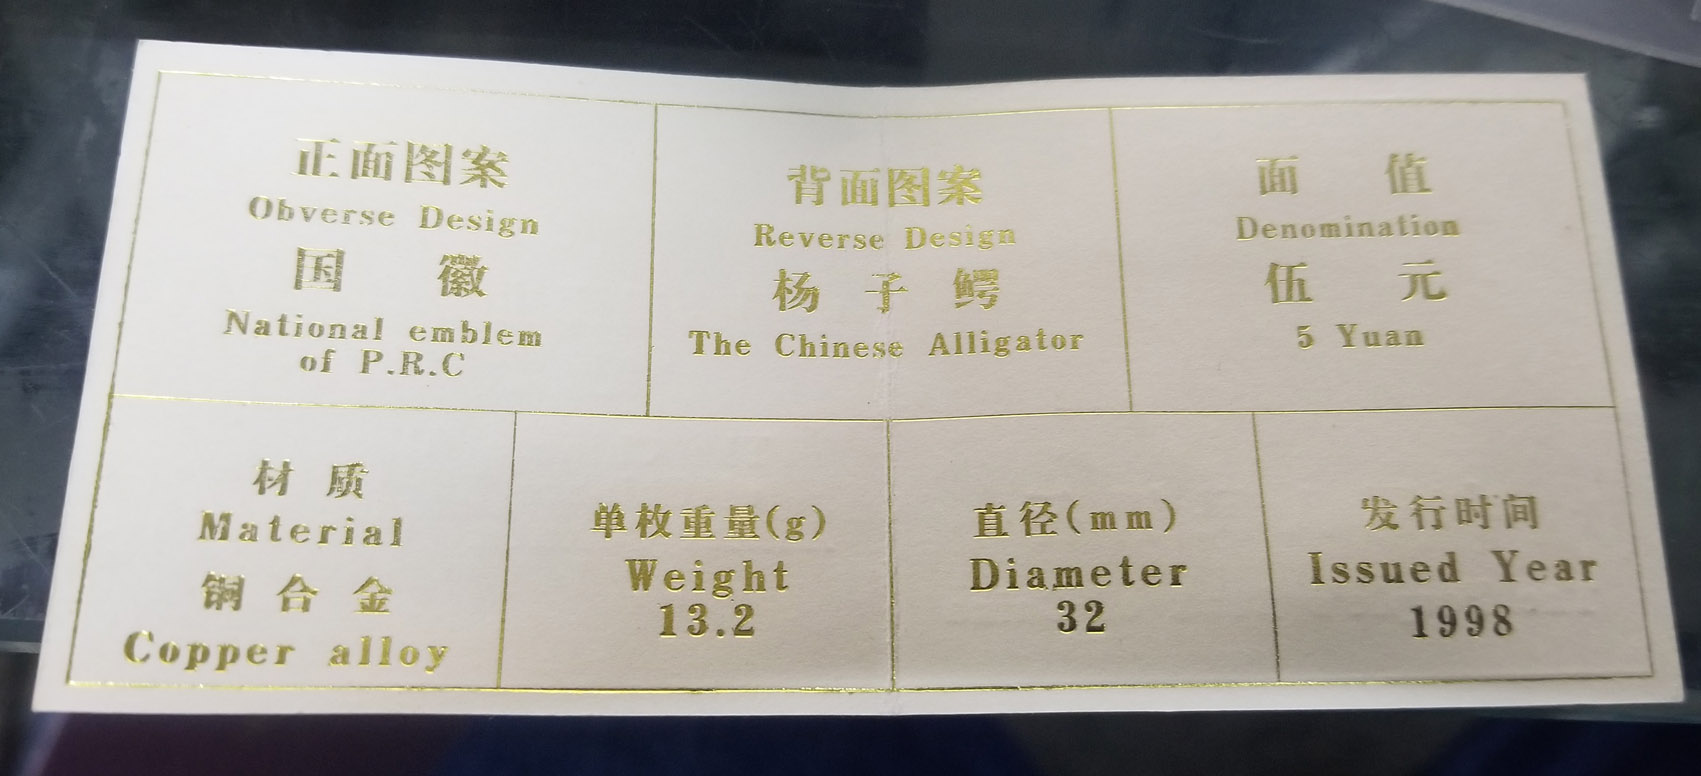 正面图案
Obverse Design
国 徽
National emblem
of P.R.C
背面图案
Reverse Design
杨子鳄
The Chinese Alligator
面 值
Denomination
伍 元
5 Yuan
材质
Material
铜合金
Copper alloy
单枚重量(g)
Weight
13.2
直径(mm)
Diameter
32
发行时间
Issued Year
1998